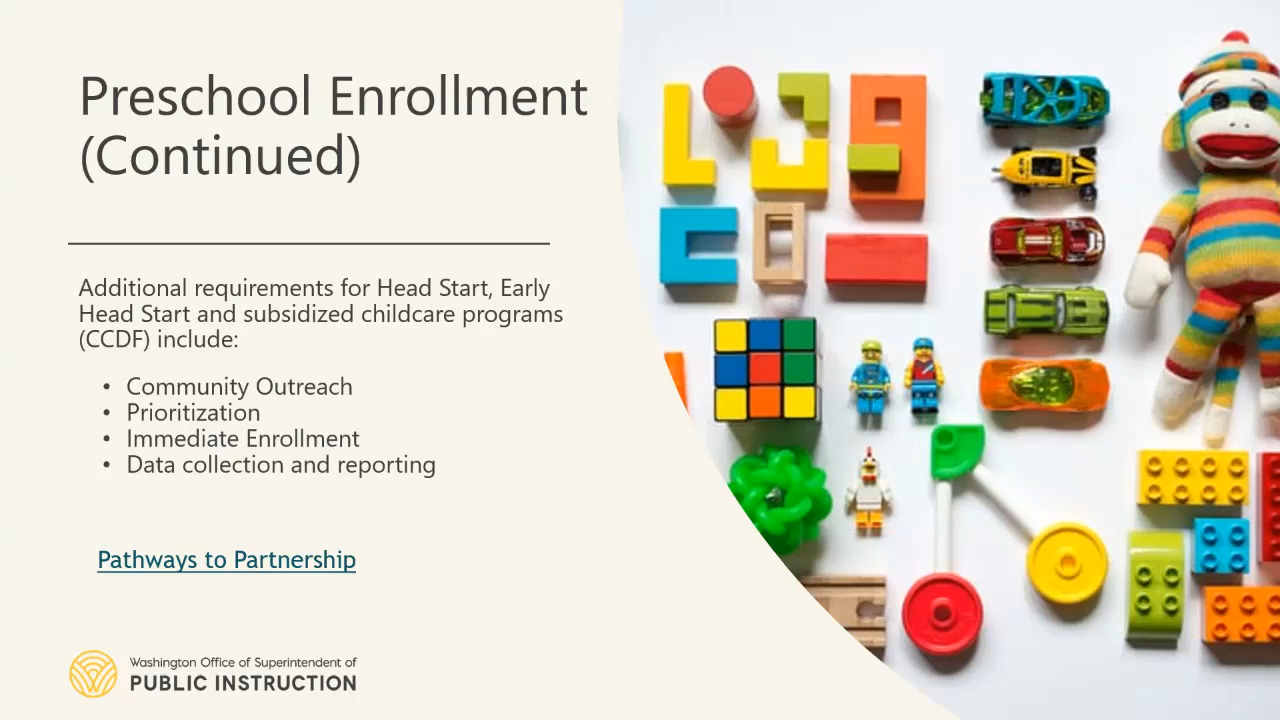 Preschool Enrollment
(Continued)
Additional requirements for Head Start, Early
Head Start and subsidized childcare programs
(CCDF) include:
• Community Outreach
• Prioritization
• Immediate Enrollment
• Data collection and reporting
Pathways to Partnership
Washington Office of Superintendent of
PUBLIC INSTRUCTION